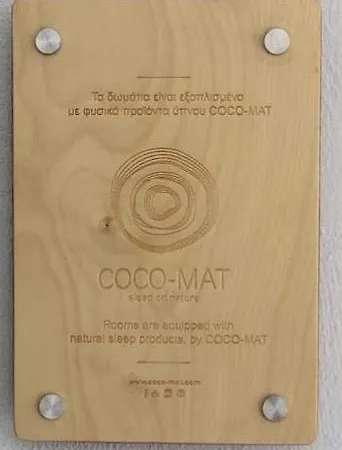 Τα δωμάτια είναι εξοπλισμένα
με φυσικά προϊόντα ύπνου COCO-MAT
COCO-MAT
sleep on nature
Rooms are equipped with
natural sleep products, by COCO-MAT
www.coco-mat.com